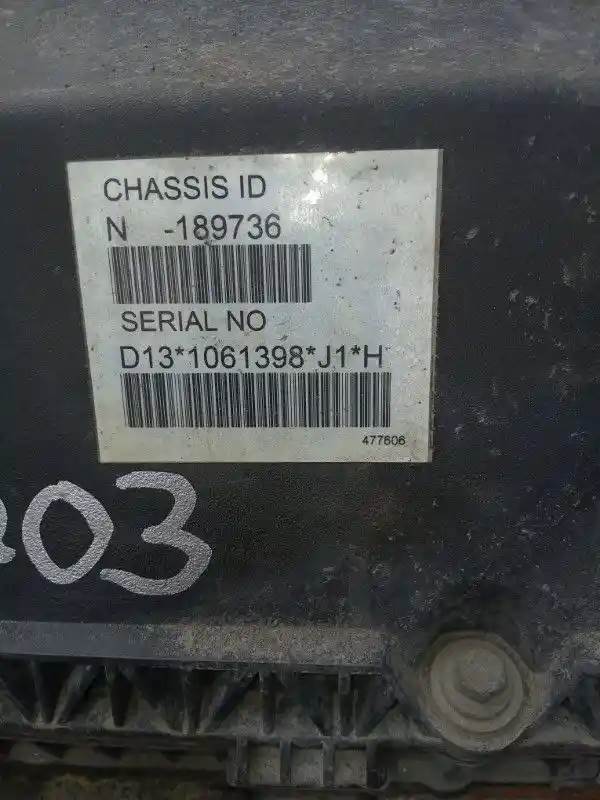 CHASSIS ID
N -189736
SERIAL NO
D13*1061398*J1*H
477606
03